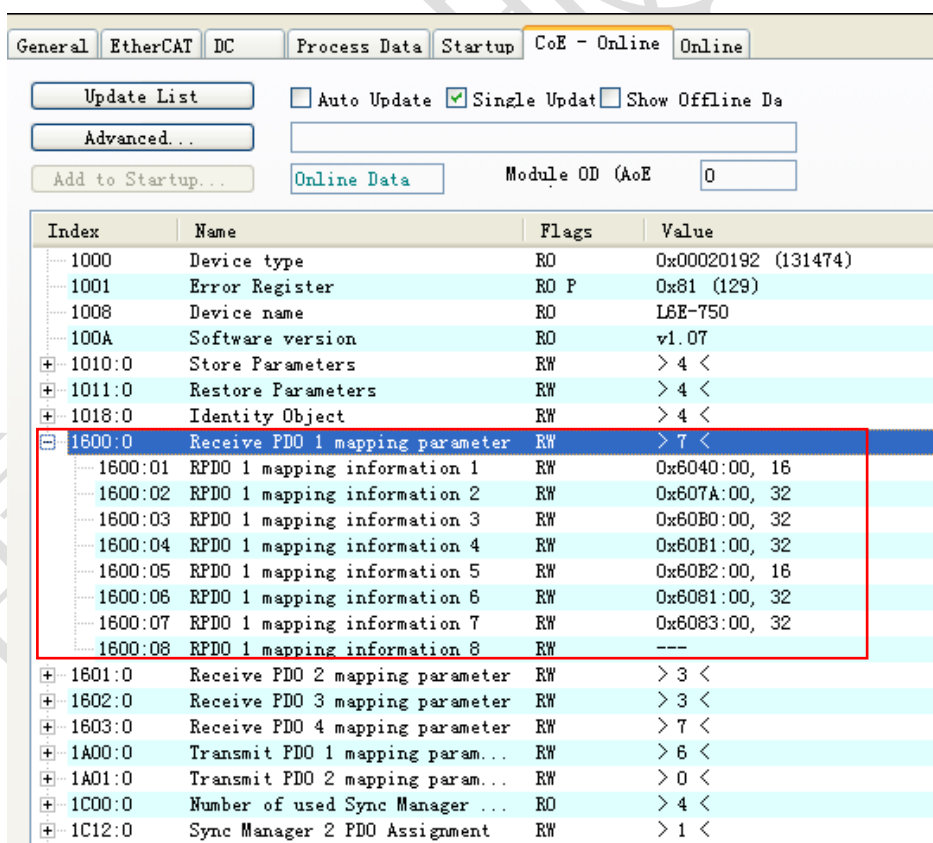 General EtherCAT DC Process Data Startup CoE - Online Online
Update List Auto Update Single Updat Show Offline Da
Advanced...
Add to Startup... Online Data Module OD (AoE 0
Index Name Flags Value
1000 Device type RO 0x00020192 (131474)
1001 Error Register RO P 0x81 (129)
1008 Device name RO L6E-750
100A Software version RO v1.07
1010:0 Store Parameters RW > 4 <
1011:0 Restore Parameters RW > 4 <
1018:0 Identity Object RW > 4 <
1600:0 Receive PDO 1 mapping parameter RW > 7 <
1600:01 RPDO 1 mapping information 1 RW 0x6040:00, 16
1600:02 RPDO 1 mapping information 2 RW 0x607A:00, 32
1600:03 RPDO 1 mapping information 3 RW 0x60B0:00, 32
1600:04 RPDO 1 mapping information 4 RW 0x60B1:00, 32
1600:05 RPDO 1 mapping information 5 RW 0x60B2:00, 16
1600:06 RPDO 1 mapping information 6 RW 0x6081:00, 32
1600:07 RPDO 1 mapping information 7 RW 0x6083:00, 32
1600:08 RPDO 1 mapping information 8 RW ---
1601:0 Receive PDO 2 mapping parameter RW > 3 <
1602:0 Receive PDO 3 mapping parameter RW > 3 <
1603:0 Receive PDO 4 mapping parameter RW > 7 <
1A00:0 Transmit PDO 1 mapping param... RW > 6 <
1A01:0 Transmit PDO 2 mapping param... RW > 0 <
1C00:0 Number of used Sync Manager ... RO > 4 <
1C12:0 Sync Manager 2 PDO Assignment RW > 1 <